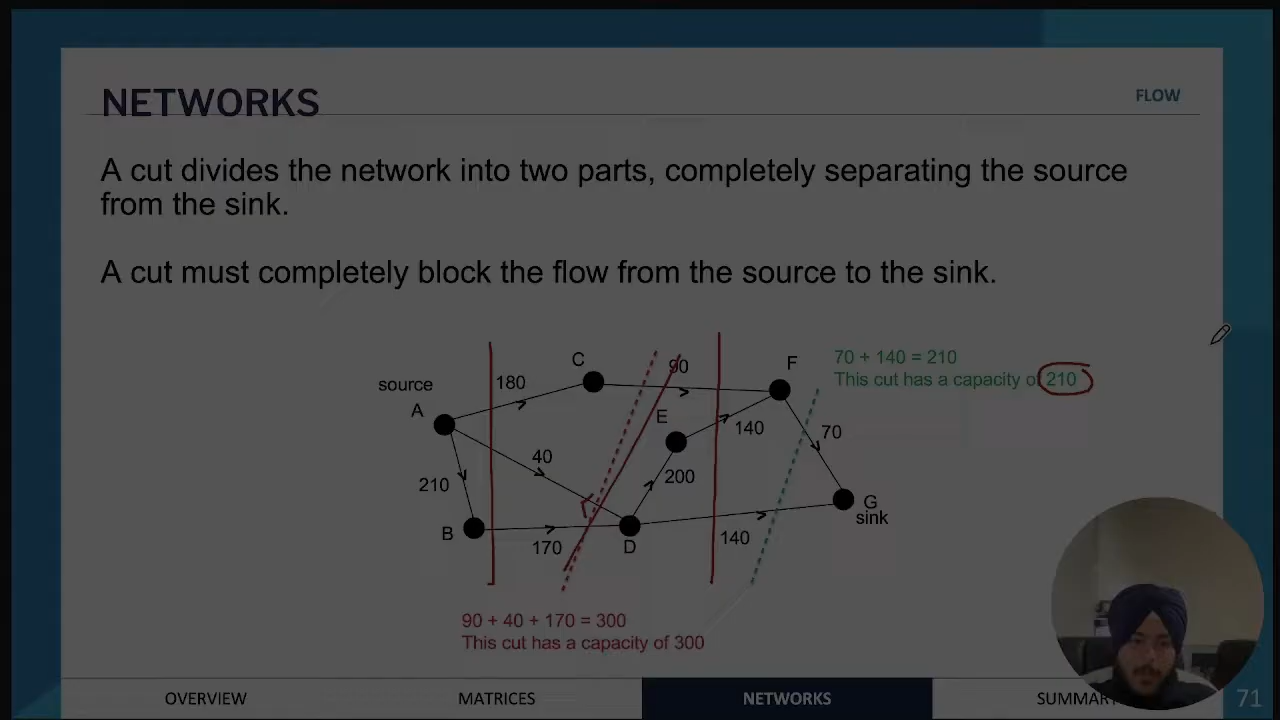 NETWORKS
FLOW
A cut divides the network into two parts, completely separating the source
from the sink.
A cut must completely block the flow from the source to the sink.
70 + 140 = 210
This cut has a capacity of 210
source
A
B
C
D
E
F
G
sink
180
90
40
140
70
210
200
170
140
90 + 40 + 170 = 300
This cut has a capacity of 300
OVERVIEW
MATRICES
NETWORKS
SUMMARY
71